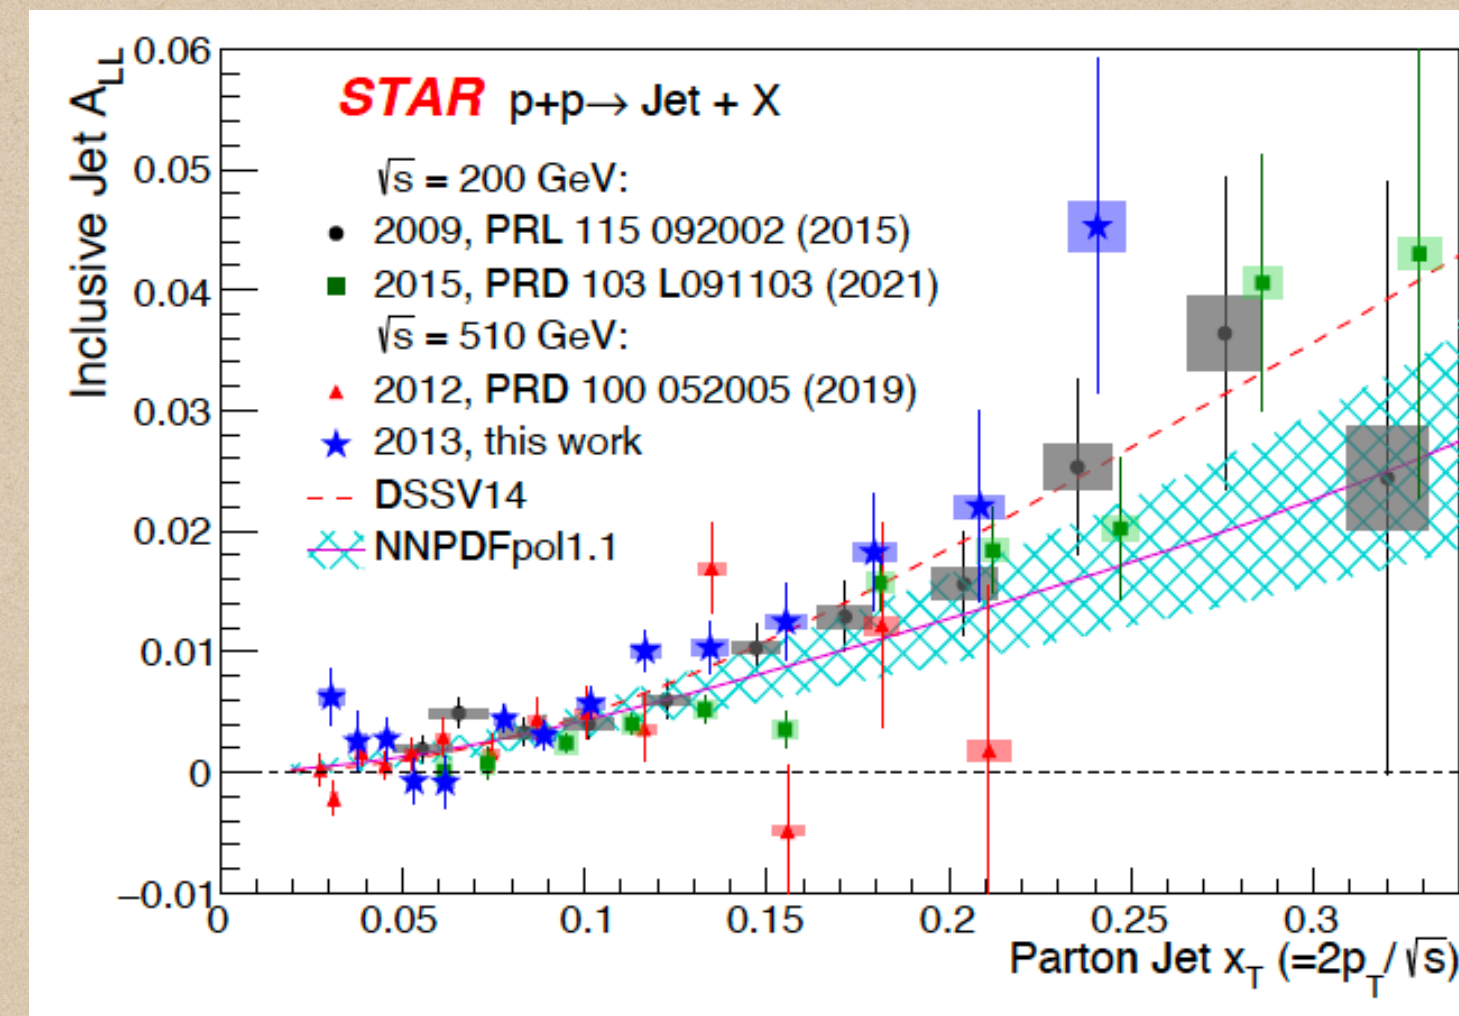 Inclusive Jet A_LL
0.06
0.05
0.04
0.03
0.02
0.01
0
−0.01
STAR p+p→ Jet + X
√s = 200 GeV:
2009, PRL 115 092002 (2015)
2015, PRD 103 L091103 (2021)
√s = 510 GeV:
2012, PRD 100 052005 (2019)
2013, this work
DSSV14
NNPDFpol1.1
0 0.05 0.1 0.15 0.2 0.25 0.3
Parton Jet x_T (=2p_T/√s)